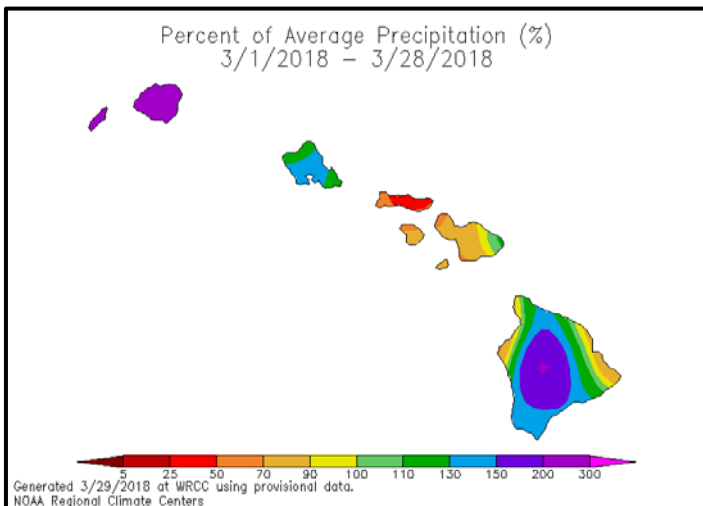 Percent of Average Precipitation (%)
3/1/2018 – 3/28/2018
5 25 50 70 90 100 110 130 150 200 300
Generated 3/29/2018 at WRCC using provisional data.
NOAA Regional Climate Centers